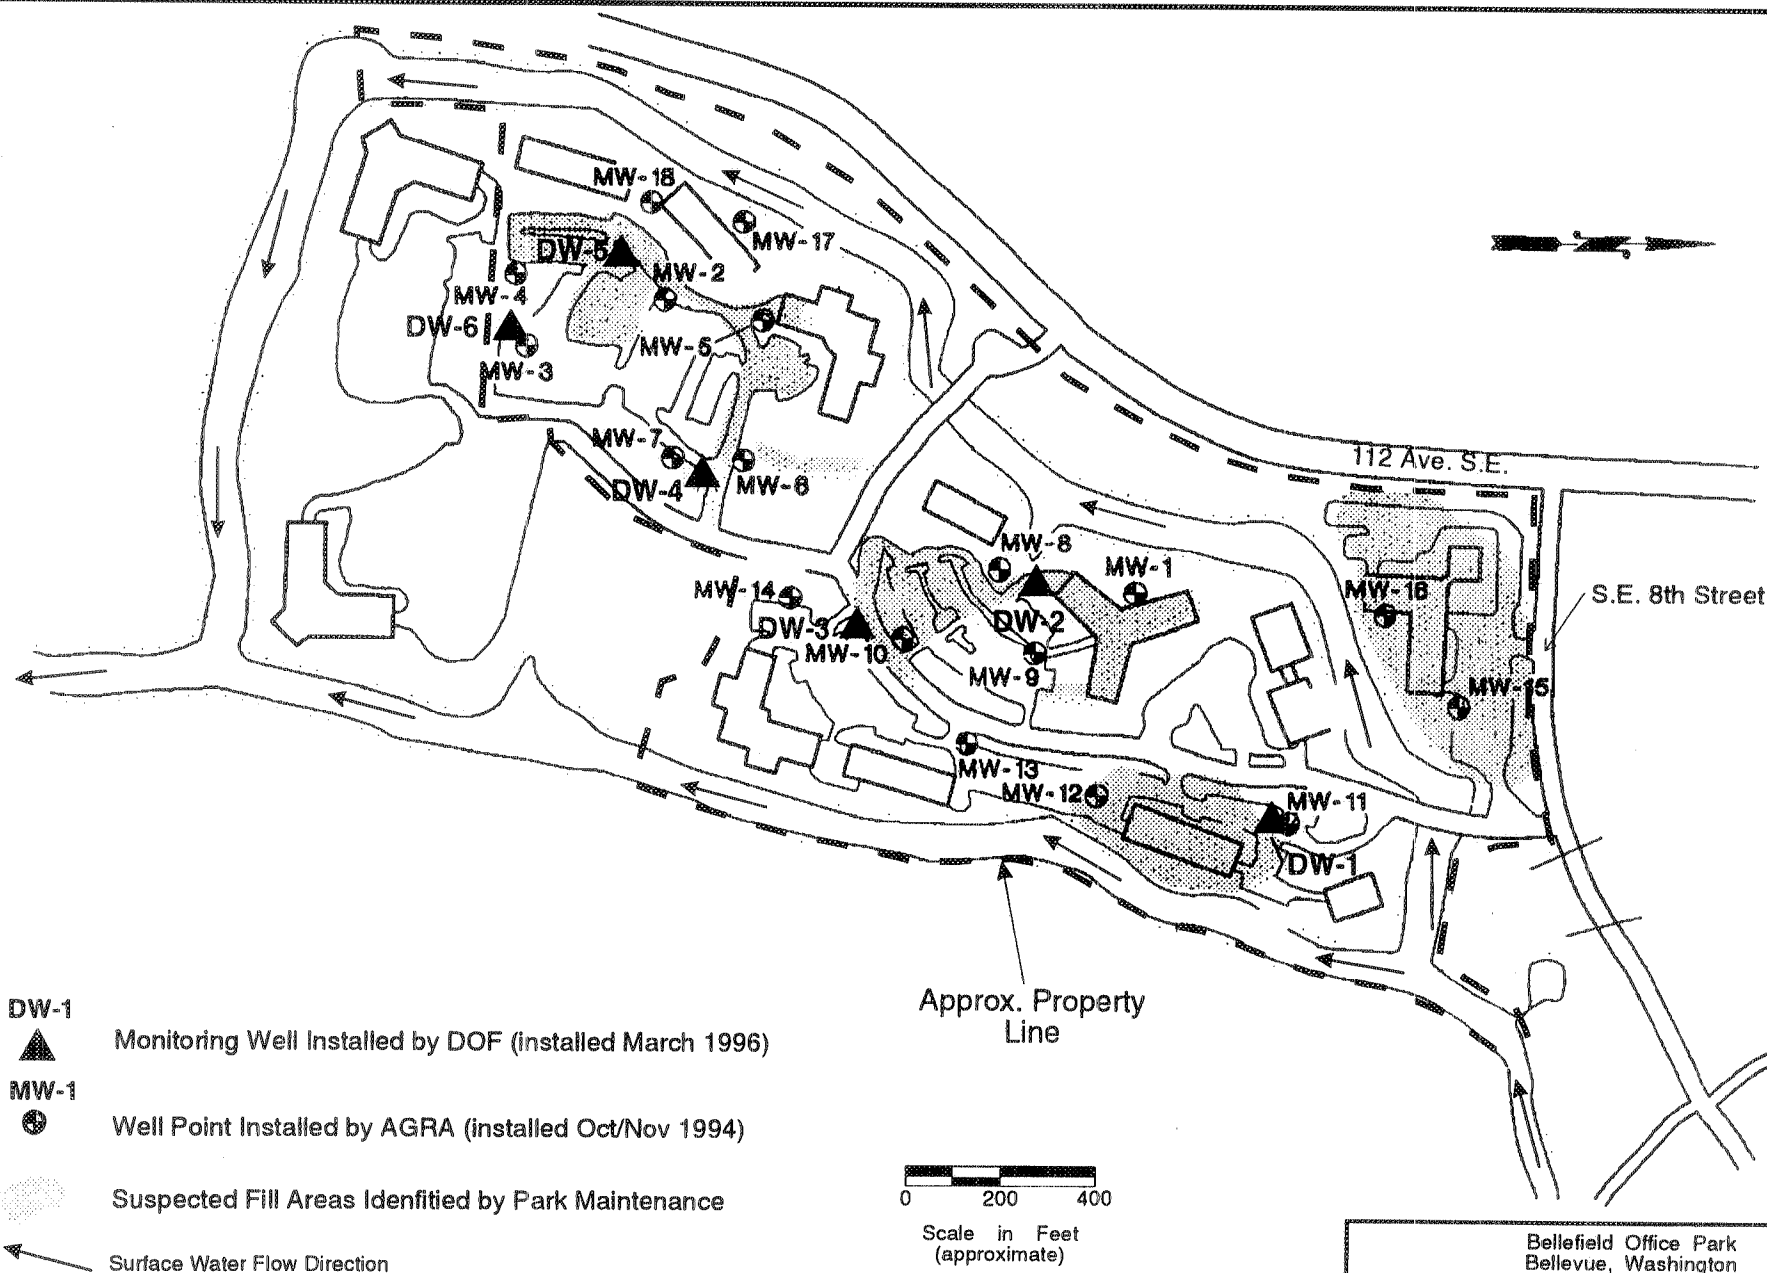 MW-18
MW-17
DW-5
MW-2
MW-4
DW-6
MW-5
MW-3
MW-7
DW-4
MW-6
112 Ave. S.E.
MW-8
MW-1
MW-14
MW-16
S.E. 8th Street
DW-2
DW-3
MW-10
MW-9
MW-15
MW-13
MW-12
MW-11
DW-1
Approx. Property
Line
DW-1
Monitoring Well Installed by DOF (installed March 1996)
MW-1
Well Point Installed by AGRA (installed Oct/Nov 1994)
Suspected Fill Areas Idenfitied by Park Maintenance
Surface Water Flow Direction
0 200 400
Scale in Feet
(approximate)
Bellefield Office Park
Bellevue, Washington